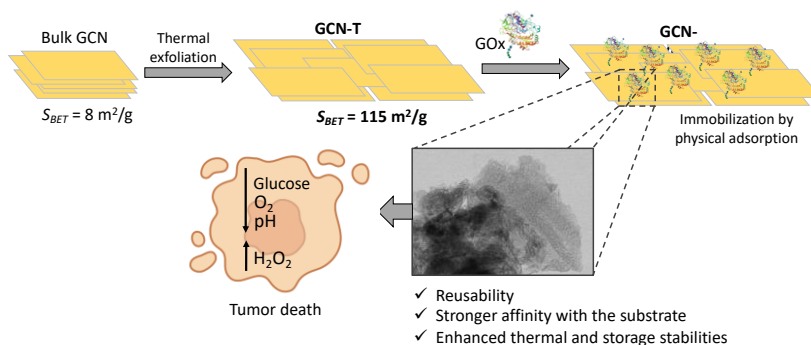 Bulk GCN
Thermal
exfoliation
GCN-T
GOx
GCN-
S_BET = 8 m²/g
S_BET = 115 m²/g
Immobilization by
physical adsorption
Glucose
O₂
pH
H₂O₂
Tumor death
✓ Reusability
✓ Stronger affinity with the substrate
✓ Enhanced thermal and storage stabilities